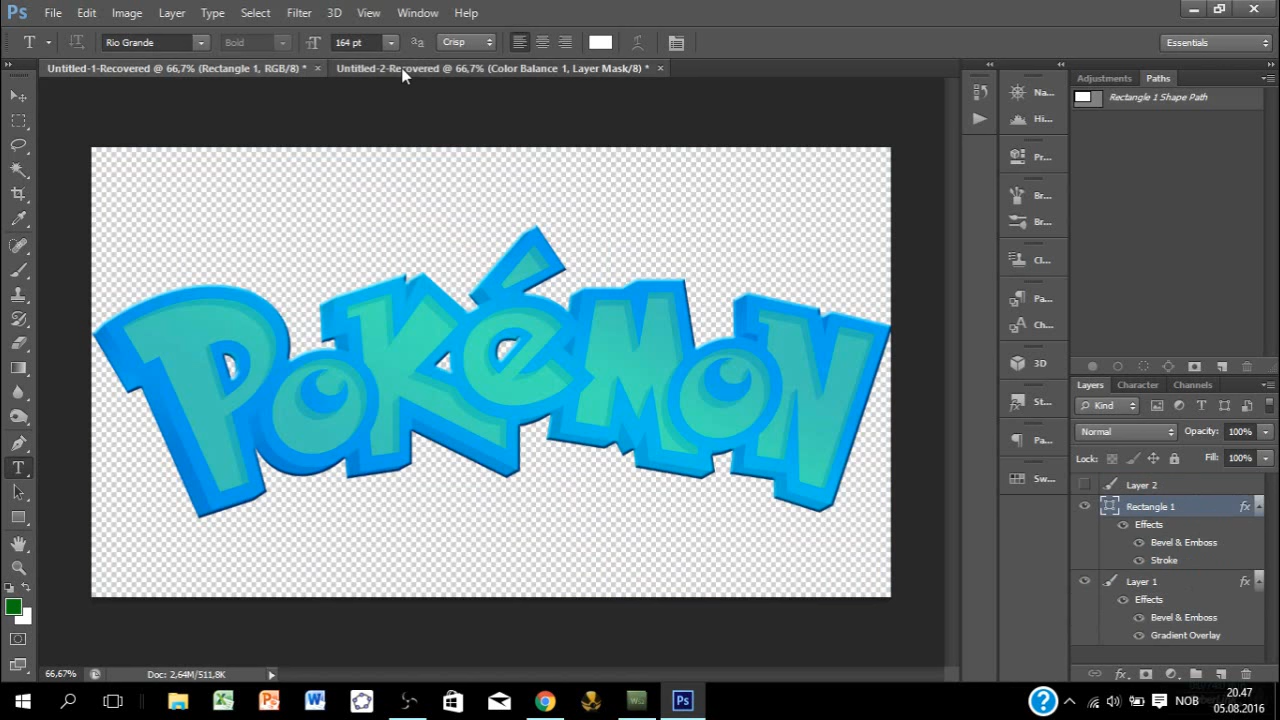 Ps File Edit Image Layer Type Select Filter 3D View Window Help
T Rio Grande Bold 164 pt aa Crisp Essentials
Untitled-1-Recovered @ 66,7% (Rectangle 1, RGB/8) * × Untitled-2-Recovered @ 66,7% (Color Balance 1, Layer Mask/8) * ×
Adjustments Paths
Rectangle 1 Shape Path
Na...
Hi...
Pr...
Br...
Br...
Cl...
Pa...
Ch...
3D
St...
Pa...
Sw...
POKéMON
Layers Character Channels
Kind
Normal Opacity: 100%
Lock: Fill: 100%
Layer 2
Rectangle 1 fx
Effects
Bevel & Emboss
Stroke
Layer 1 fx
Effects
Bevel & Emboss
Gradient Overlay
T
66,67% Doc: 2,64M/511,8K
NOB
20.47
05.08.2016